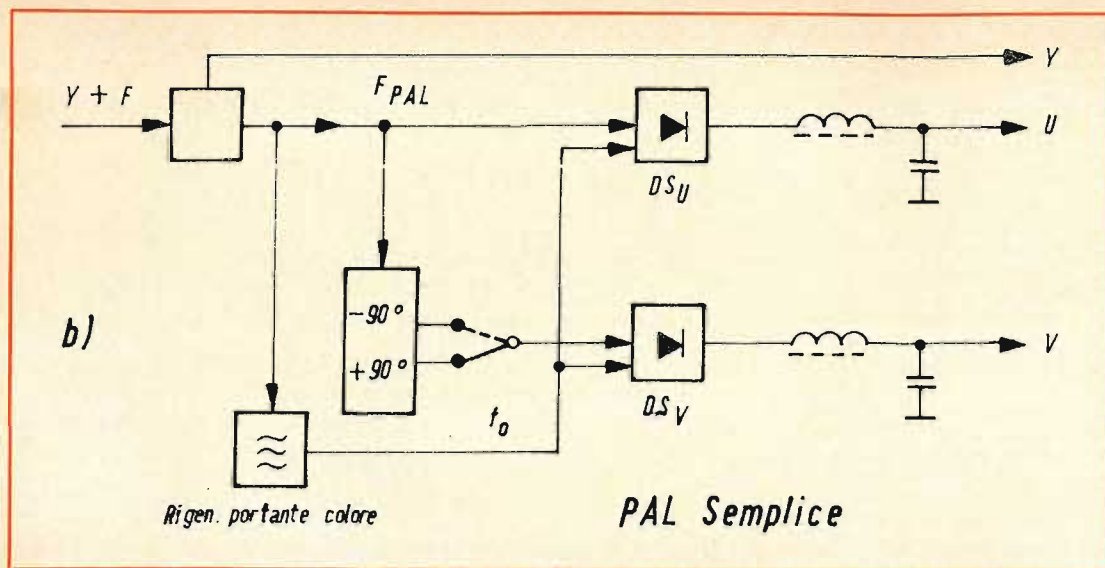 Y
Y + F
F PAL
U
DS U
-90°
+90°
b)
V
DS V
f o
Rigen. portante colore
PAL Semplice